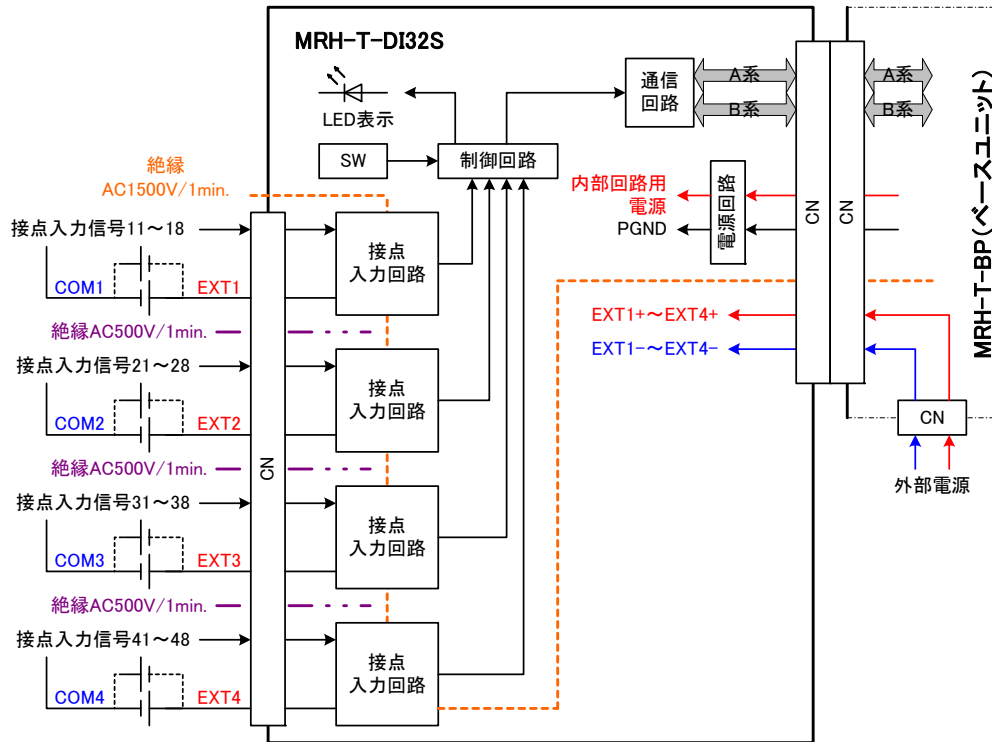 MRH-T-DI32S
MRH-T-BP(ベースユニット)
LED表示
SW
制御回路
通信
回路
A系
B系
A系
B系
絶縁
AC1500V/1min.
内部回路用
電源
PGND
電源回路
CN
CN
接点入力信号11～18
COM1
EXT1
接点
入力回路
絶縁AC500V/1min.
EXT1+～EXT4+
EXT1-～EXT4-
接点入力信号21～28
COM2
EXT2
接点
入力回路
CN
外部電源
絶縁AC500V/1min.
CN
接点入力信号31～38
COM3
EXT3
接点
入力回路
絶縁AC500V/1min.
接点入力信号41～48
COM4
EXT4
接点
入力回路